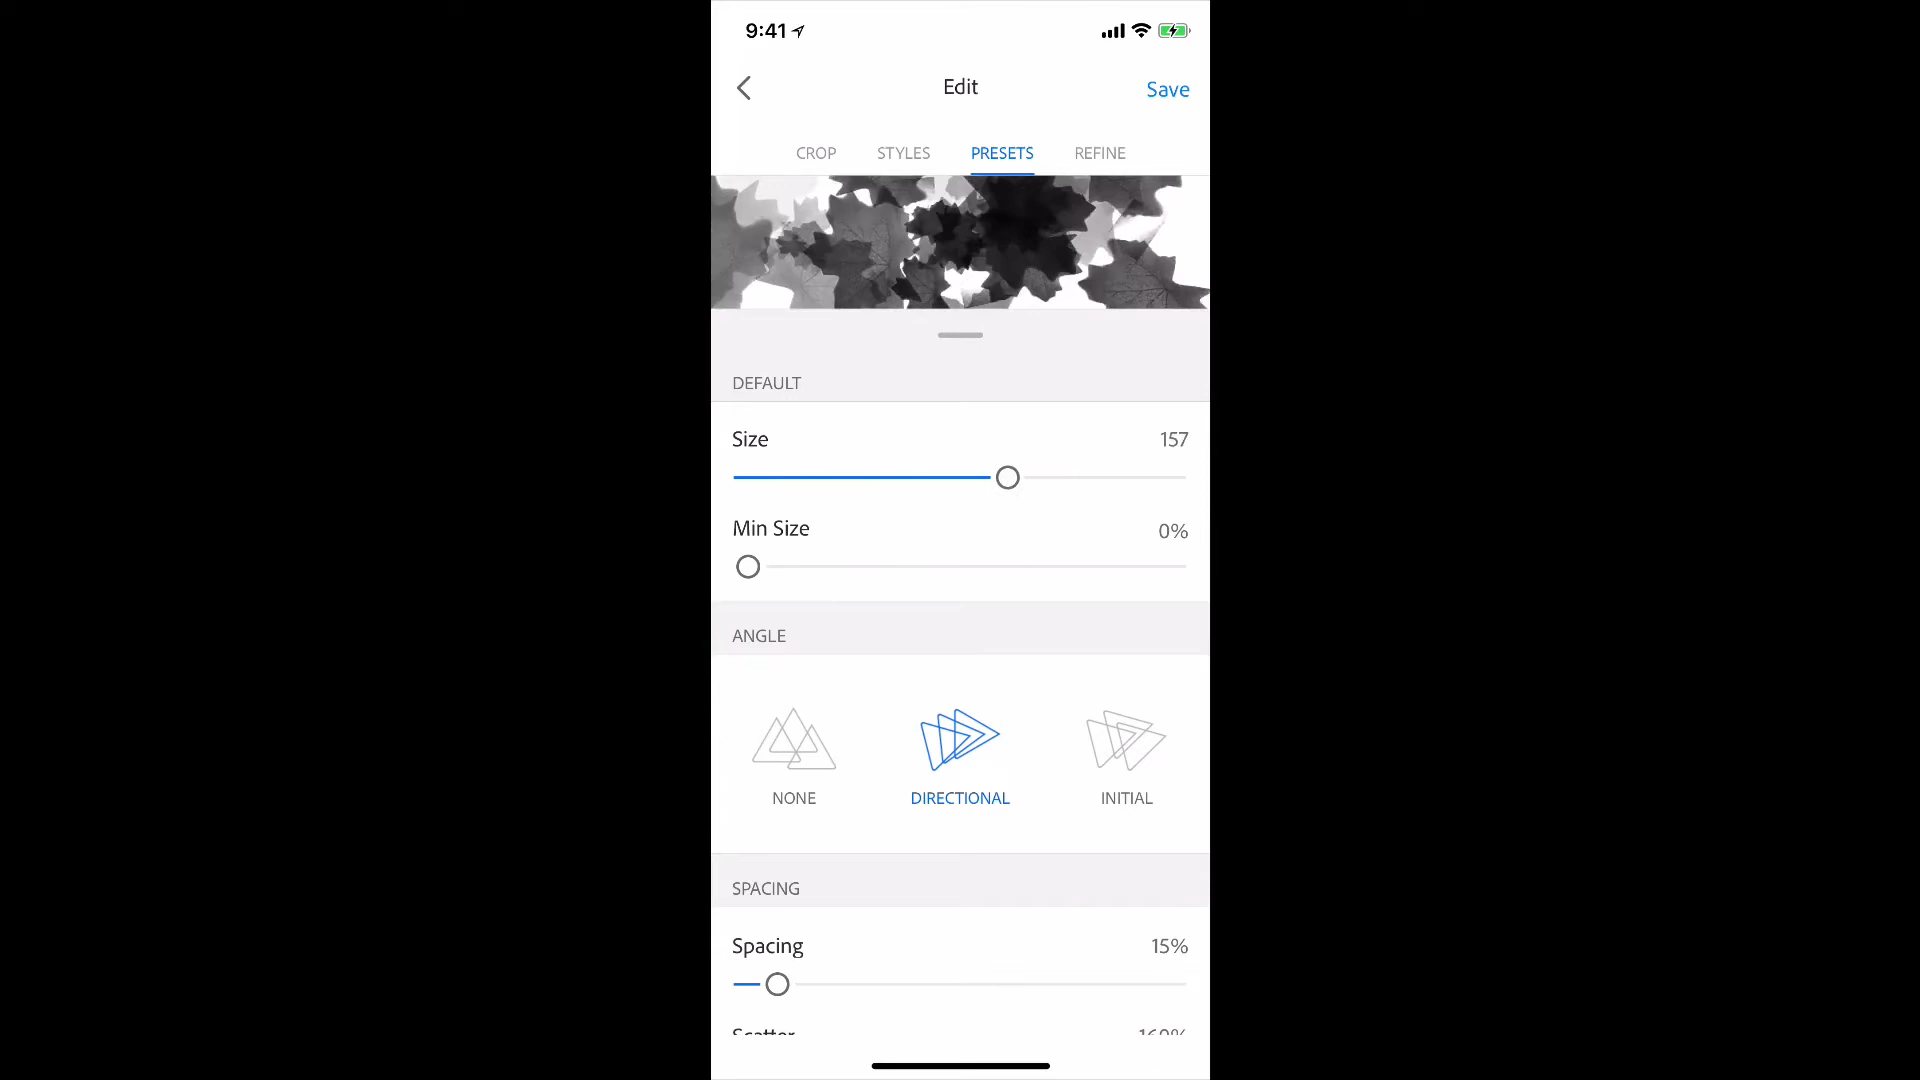 9:41
Edit
Save
CROP STYLES PRESETS REFINE
DEFAULT
Size 157
Min Size 0%
ANGLE
NONE DIRECTIONAL INITIAL
SPACING
Spacing 15%
Scatter